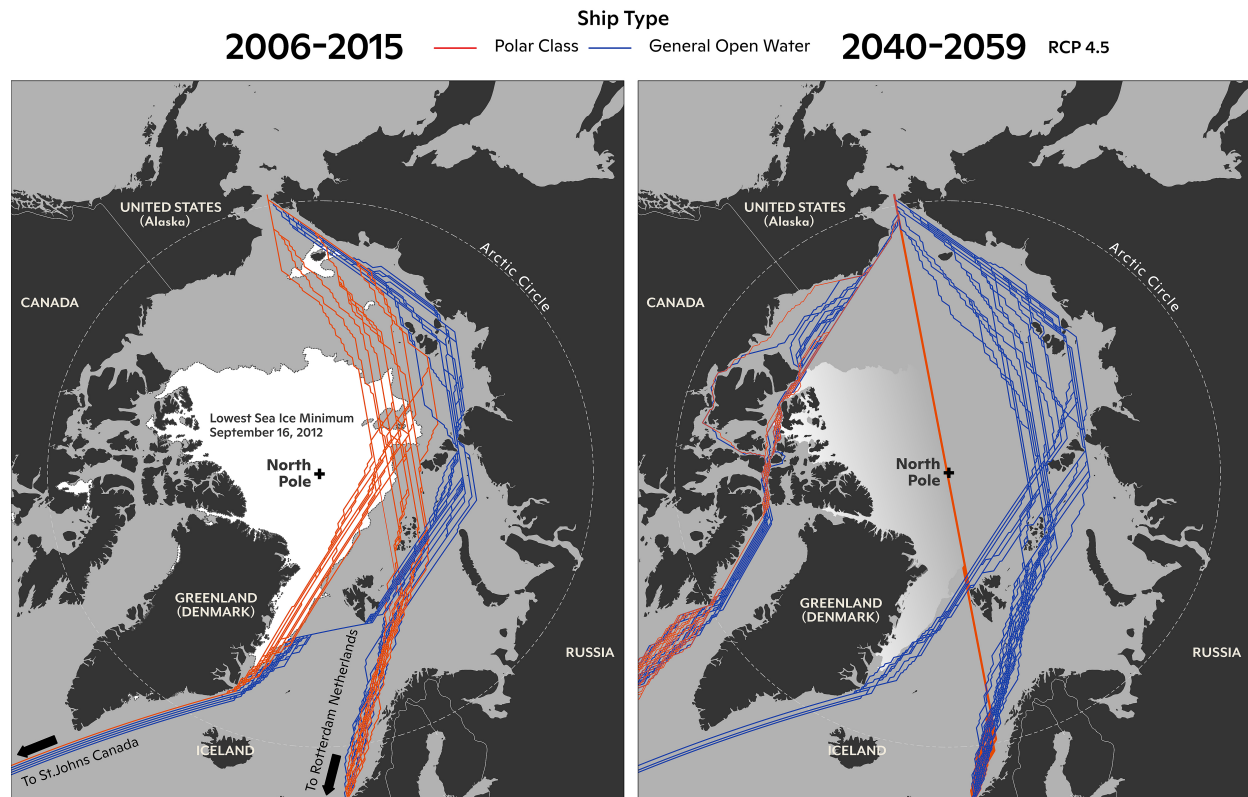 Ship Type
2006-2015
Polar Class
General Open Water
2040-2059
RCP 4.5
UNITED STATES
(Alaska)
Arctic Circle
CANADA
Lowest Sea Ice Minimum
September 16, 2012
North
Pole
GREENLAND
(DENMARK)
RUSSIA
To Rotterdam Netherlands
ICELAND
To St.Johns Canada
UNITED STATES
(Alaska)
Arctic Circle
CANADA
North
Pole
GREENLAND
(DENMARK)
RUSSIA
ICELAND